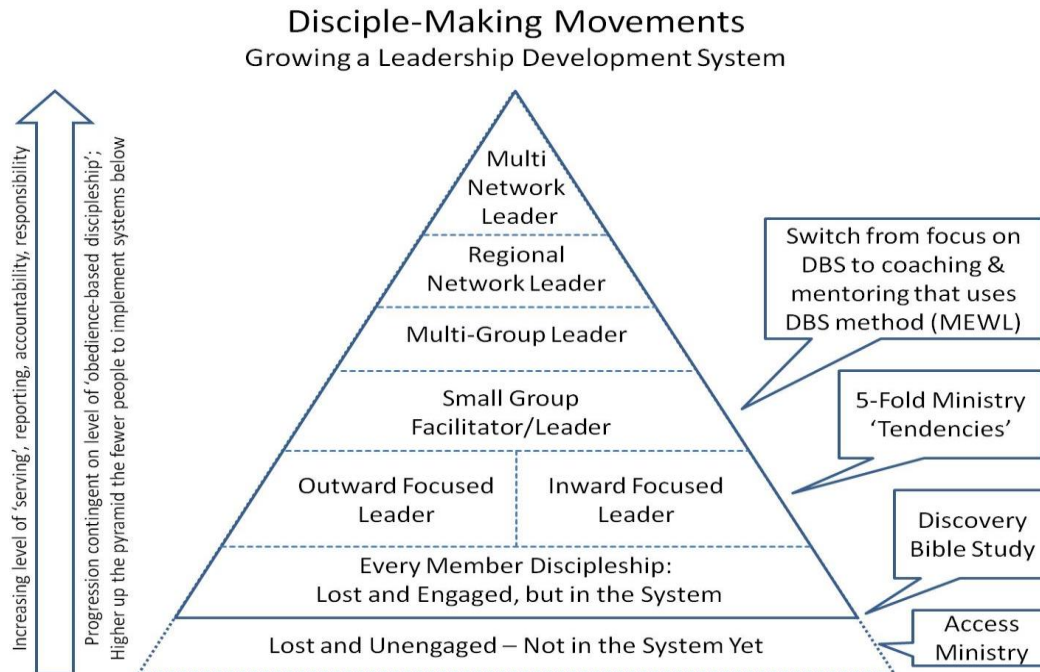 Disciple-Making Movements
Growing a Leadership Development System
Increasing level of ‘serving’, reporting, accountability, responsibility
Progression contingent on level of ‘obedience-based discipleship’;
Higher up the pyramid the fewer people to implement systems below
Multi
Network
Leader
Regional
Network Leader
Multi-Group Leader
Small Group
Facilitator/Leader
Outward Focused
Leader
Inward Focused
Leader
Every Member Discipleship:
Lost and Engaged, but in the System
Lost and Unengaged – Not in the System Yet
Switch from focus on
DBS to coaching &
mentoring that uses
DBS method (MEWL)
5-Fold Ministry
‘Tendencies’
Discovery
Bible Study
Access
Ministry